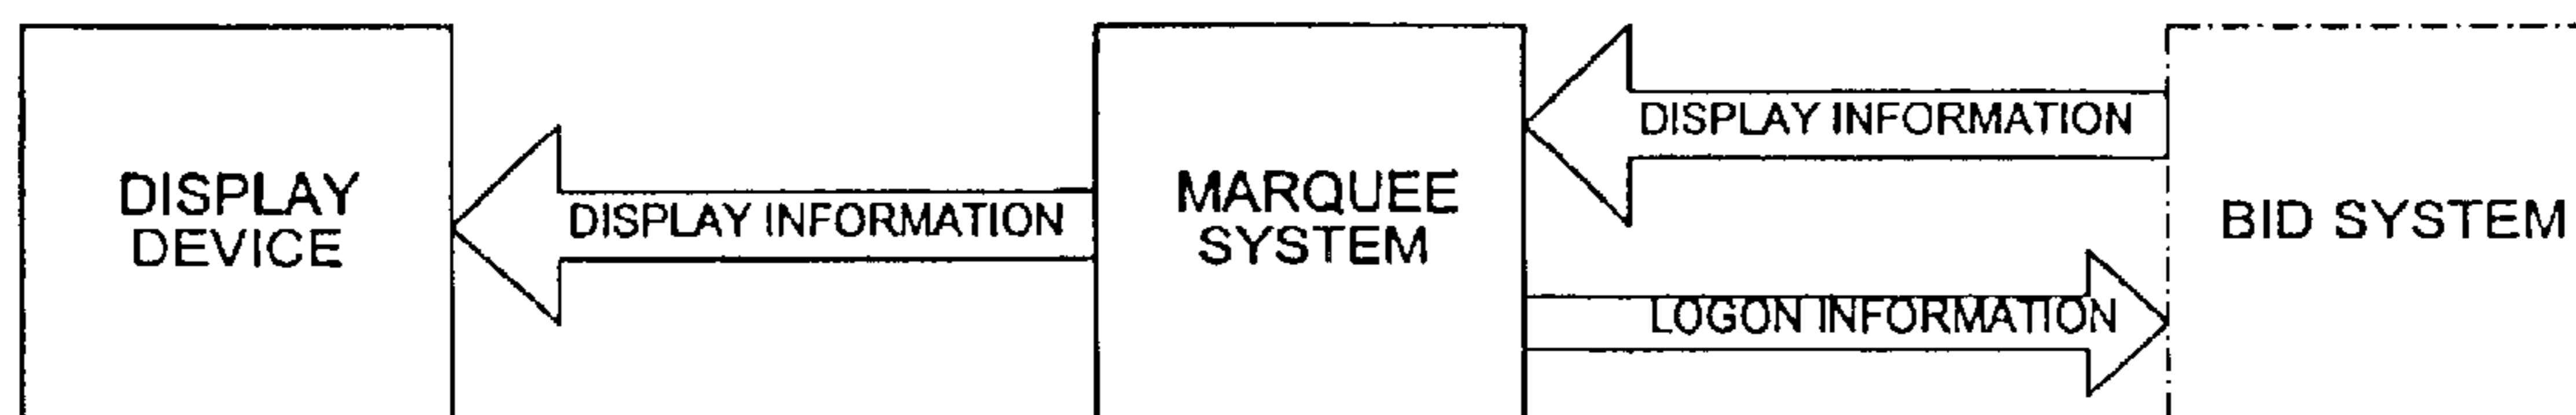 DISPLAY
DEVICE
DISPLAY INFORMATION
MARQUEE
SYSTEM
DISPLAY INFORMATION
LOGON INFORMATION
BID SYSTEM